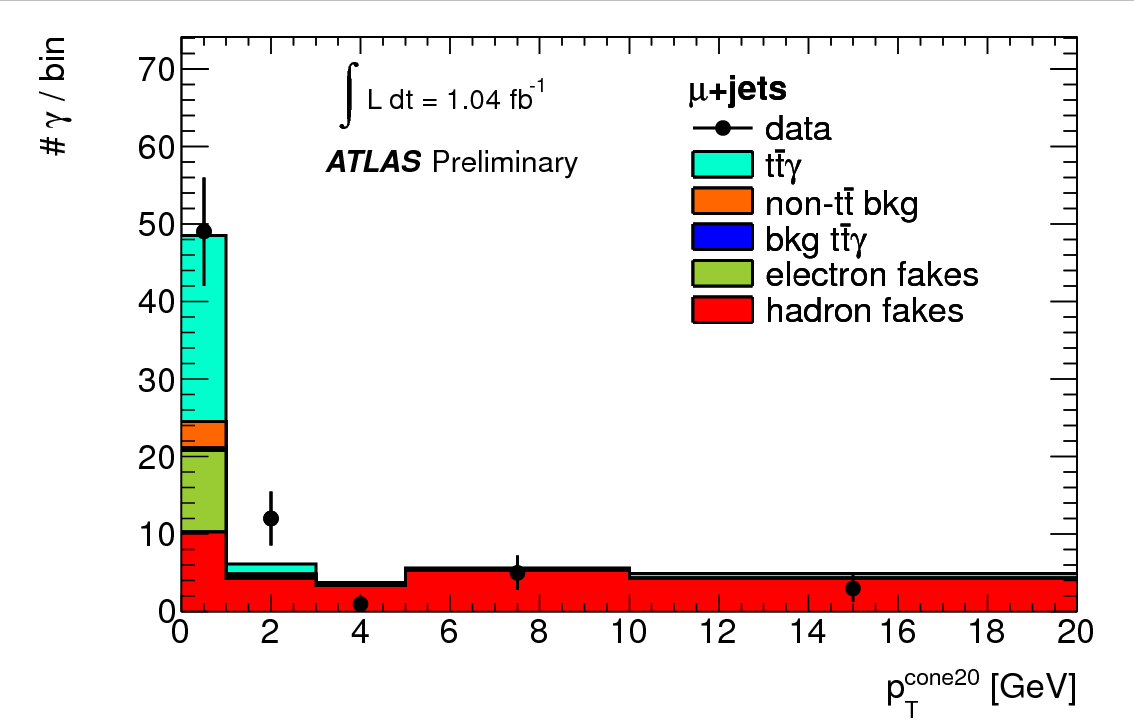 # γ / bin
70
60
50
40
30
20
10
0
∫ L dt = 1.04 fb⁻¹
ATLAS Preliminary
μ+jets
data
tt̄γ
non-tt̄ bkg
bkg tt̄γ
electron fakes
hadron fakes
0 2 4 6 8 10 12 14 16 18 20
p_T^cone20 [GeV]